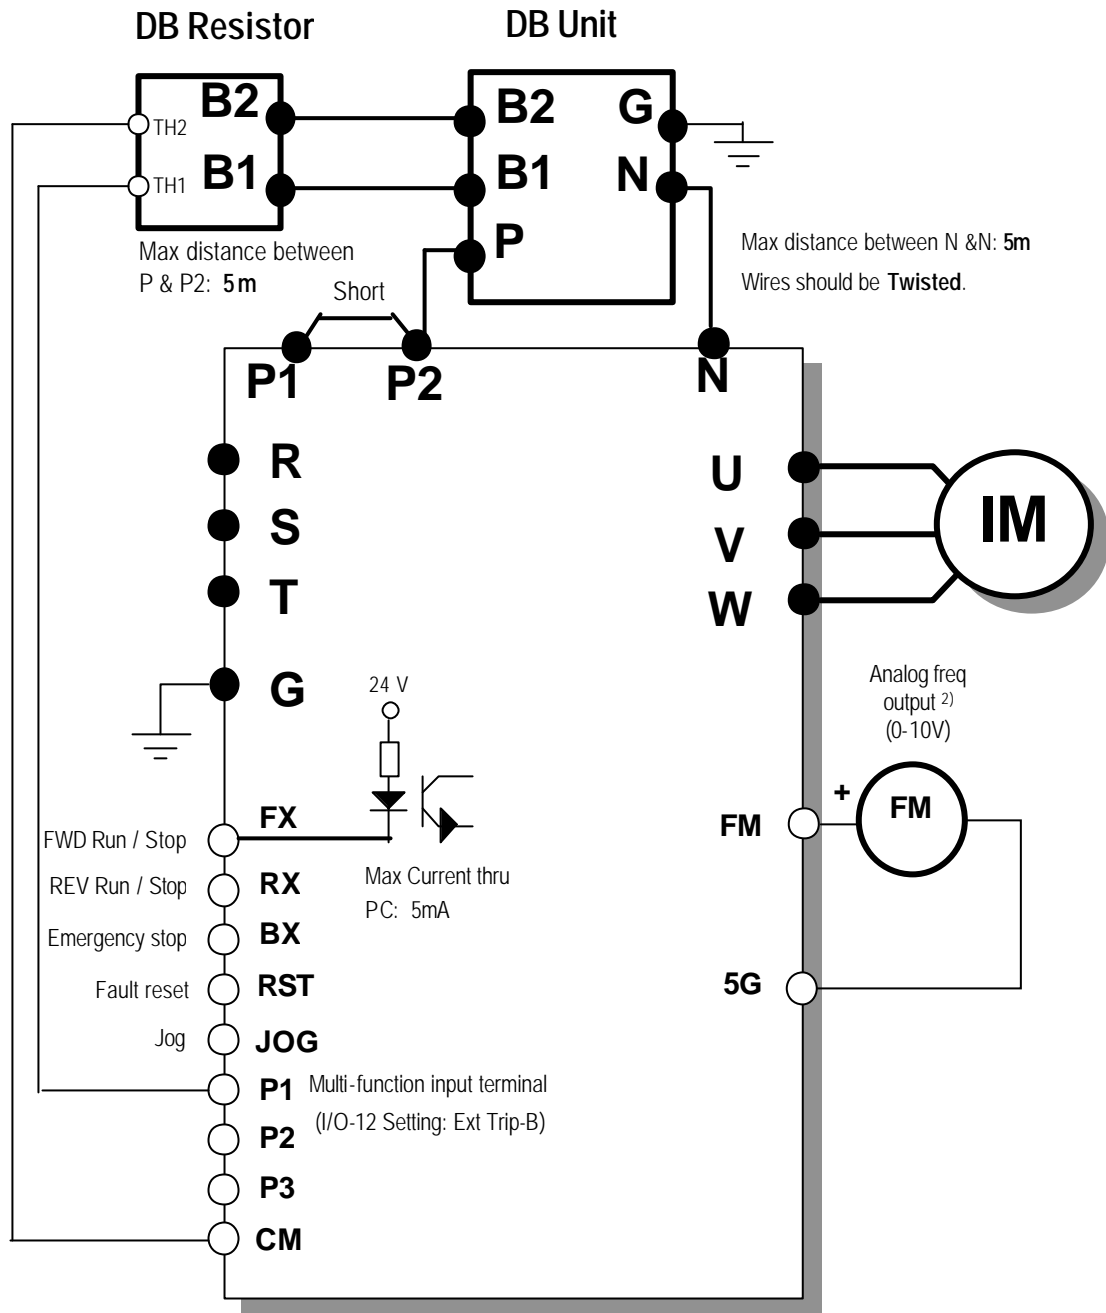 DB Resistor
DB Unit
B2
TH2
B1
TH1
B2
G
B1
N
P
Max distance between
P & P2: 5m
Short
Max distance between N &N: 5m
Wires should be Twisted.
P1
P2
N
R
S
T
G
U
V
W
IM
24 V
Analog freq
output 2)
(0-10V)
FM
+
FM
5G
FWD Run / Stop
FX
Max Current thru
PC: 5mA
REV Run / Stop
RX
Emergency stop
BX
Fault reset
RST
Jog
JOG
P1
Multi-function input terminal
(I/O-12 Setting: Ext Trip-B)
P2
P3
CM